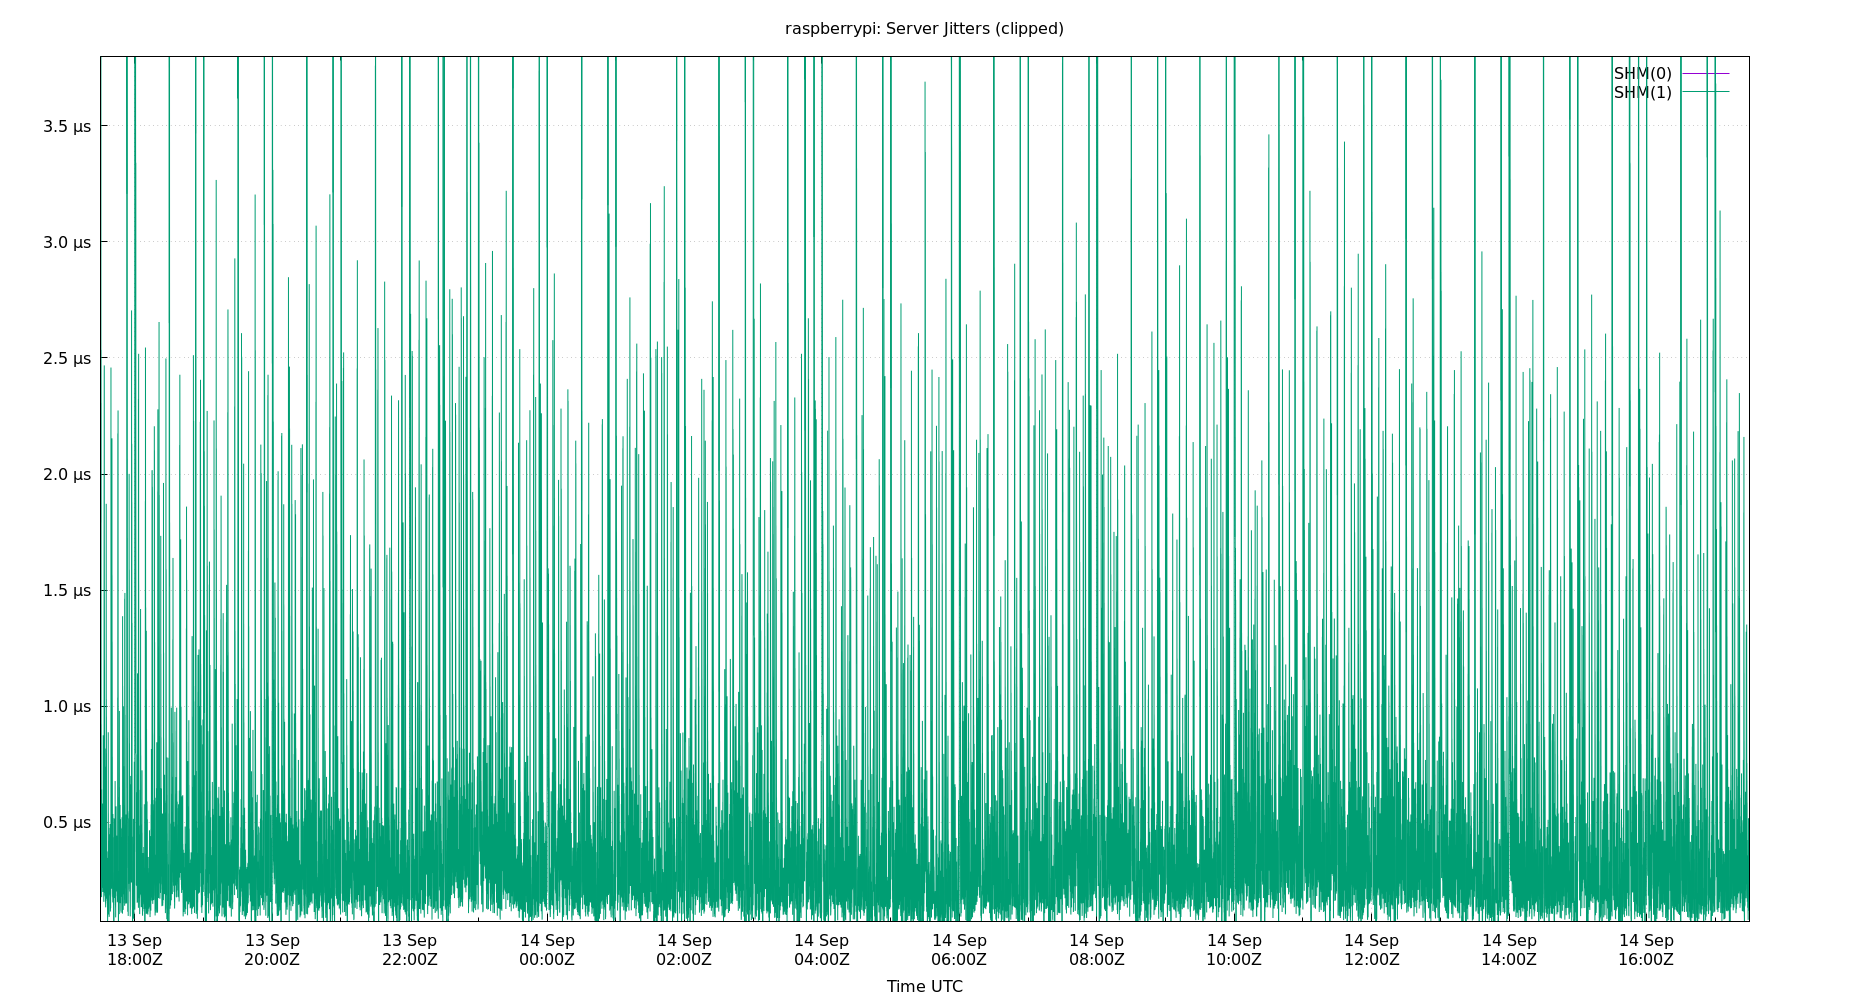 raspberrypi: Server Jitters (clipped)
SHM(0)
SHM(1)
3.5 µs
3.0 µs
2.5 µs
2.0 µs
1.5 µs
1.0 µs
0.5 µs
13 Sep 13 Sep 13 Sep 14 Sep 14 Sep 14 Sep 14 Sep 14 Sep 14 Sep 14 Sep 14 Sep 14 Sep
18:00Z 20:00Z 22:00Z 00:00Z 02:00Z 04:00Z 06:00Z 08:00Z 10:00Z 12:00Z 14:00Z 16:00Z
Time UTC